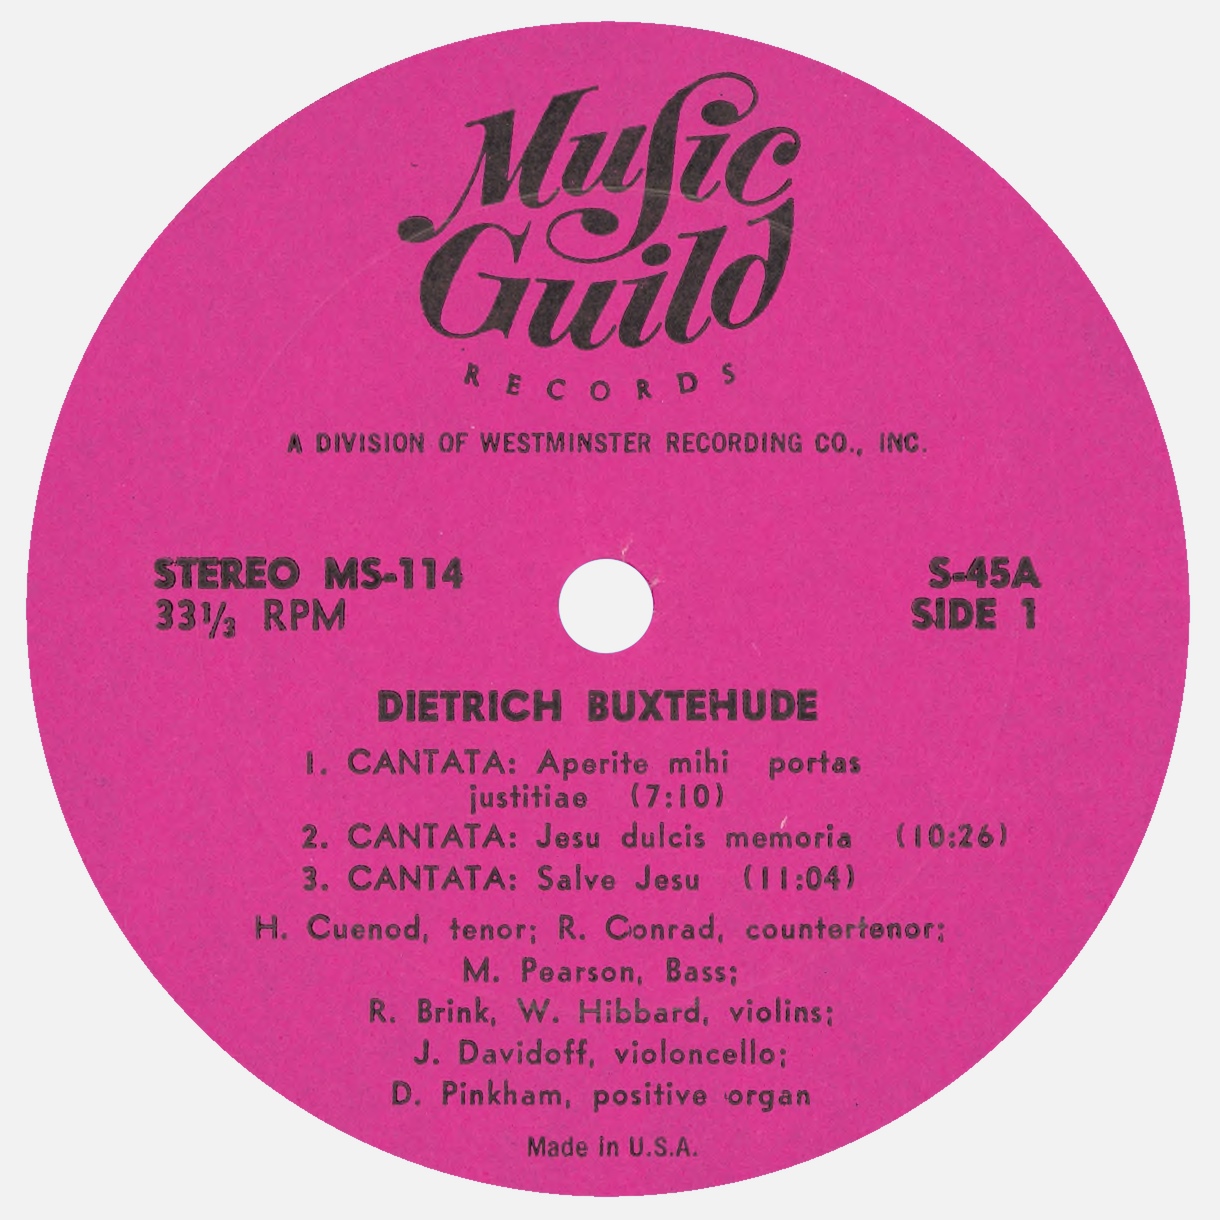 Music
Guild
RECORDS
A DIVISION OF WESTMINSTER RECORDING CO., INC.
STEREO MS-114
33⅓ RPM
S-45A
SIDE 1
DIETRICH BUXTEHUDE
1. CANTATA: Aperite mihi portas
justitiae (7:10)
2. CANTATA: Jesu dulcis memoria (10:26)
3. CANTATA: Salve Jesu (11:04)
H. Cuenod, tenor; R. Conrad, countertenor;
M. Pearson, Bass;
R. Brink, W. Hibbard, violins;
J. Davidoff, violoncello;
D. Pinkham, positive organ
Made in U.S.A.